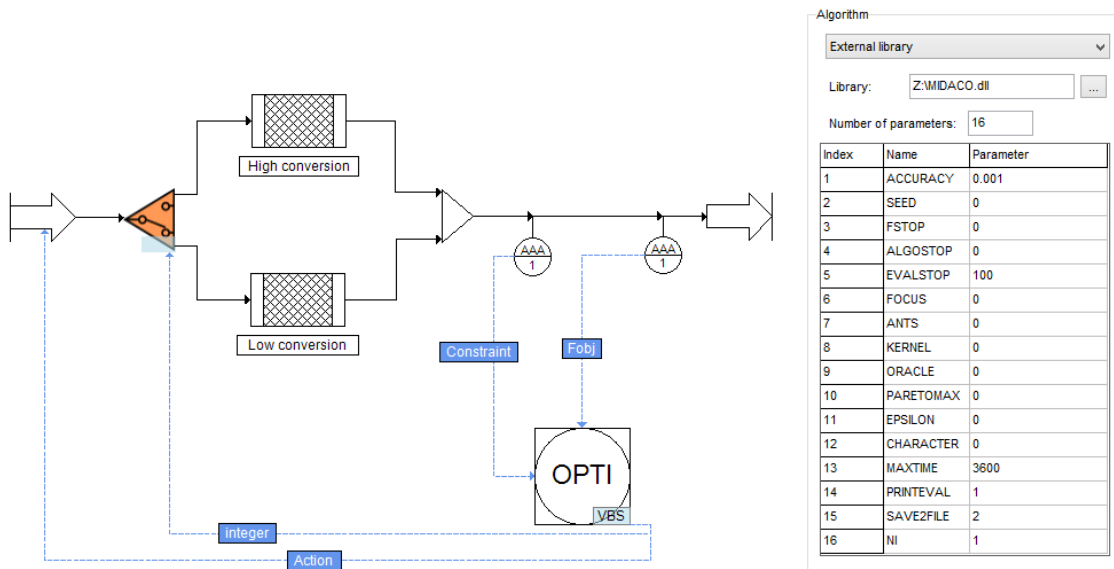 High conversion
Low conversion
AAA
1
AAA
1
Constraint
Fobj
OPTI
VBS
integer
Action
Algorithm
External library
Library: Z:\MIDACO.dll ...
Number of parameters: 16
Index Name Parameter
1 ACCURACY 0.001
2 SEED 0
3 FSTOP 0
4 ALGOSTOP 0
5 EVALSTOP 100
6 FOCUS 0
7 ANTS 0
8 KERNEL 0
9 ORACLE 0
10 PARETOMAX 0
11 EPSILON 0
12 CHARACTER 0
13 MAXTIME 3600
14 PRINTEVAL 1
15 SAVE2FILE 2
16 NI 1